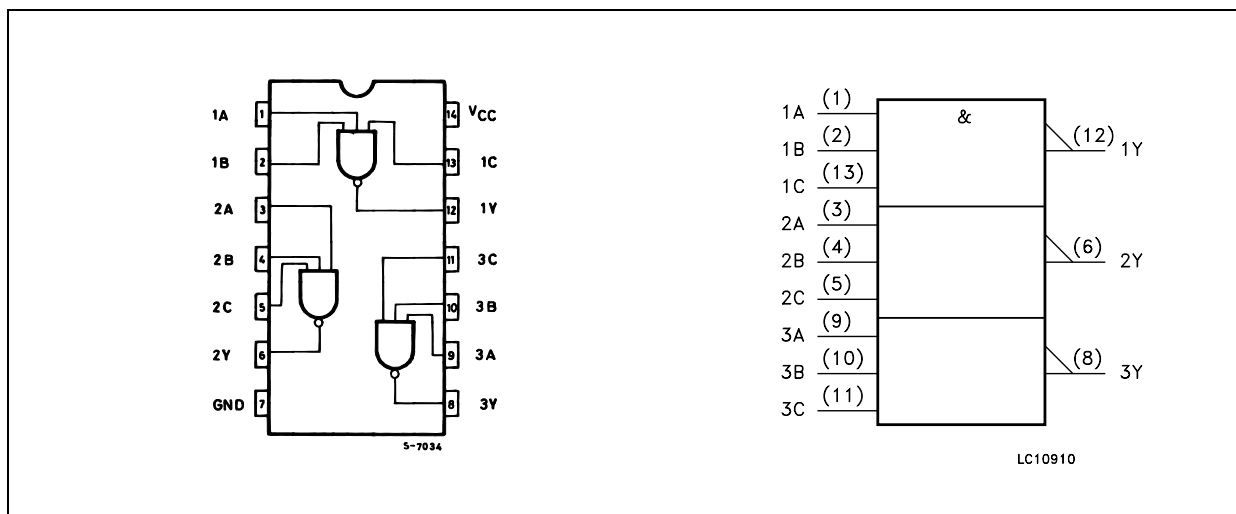 1A 1 14 VCC
1B 2 13 1C
2A 3 12 1Y
2B 4 11 3C
2C 5 10 3B
2Y 6 9 3A
GND 7 8 3Y
S-7034
&
1A (1)
1B (2)
1C (13)
2A (3)
2B (4)
2C (5)
3A (9)
3B (10)
3C (11)
(12) 1Y
(6) 2Y
(8) 3Y
LC10910